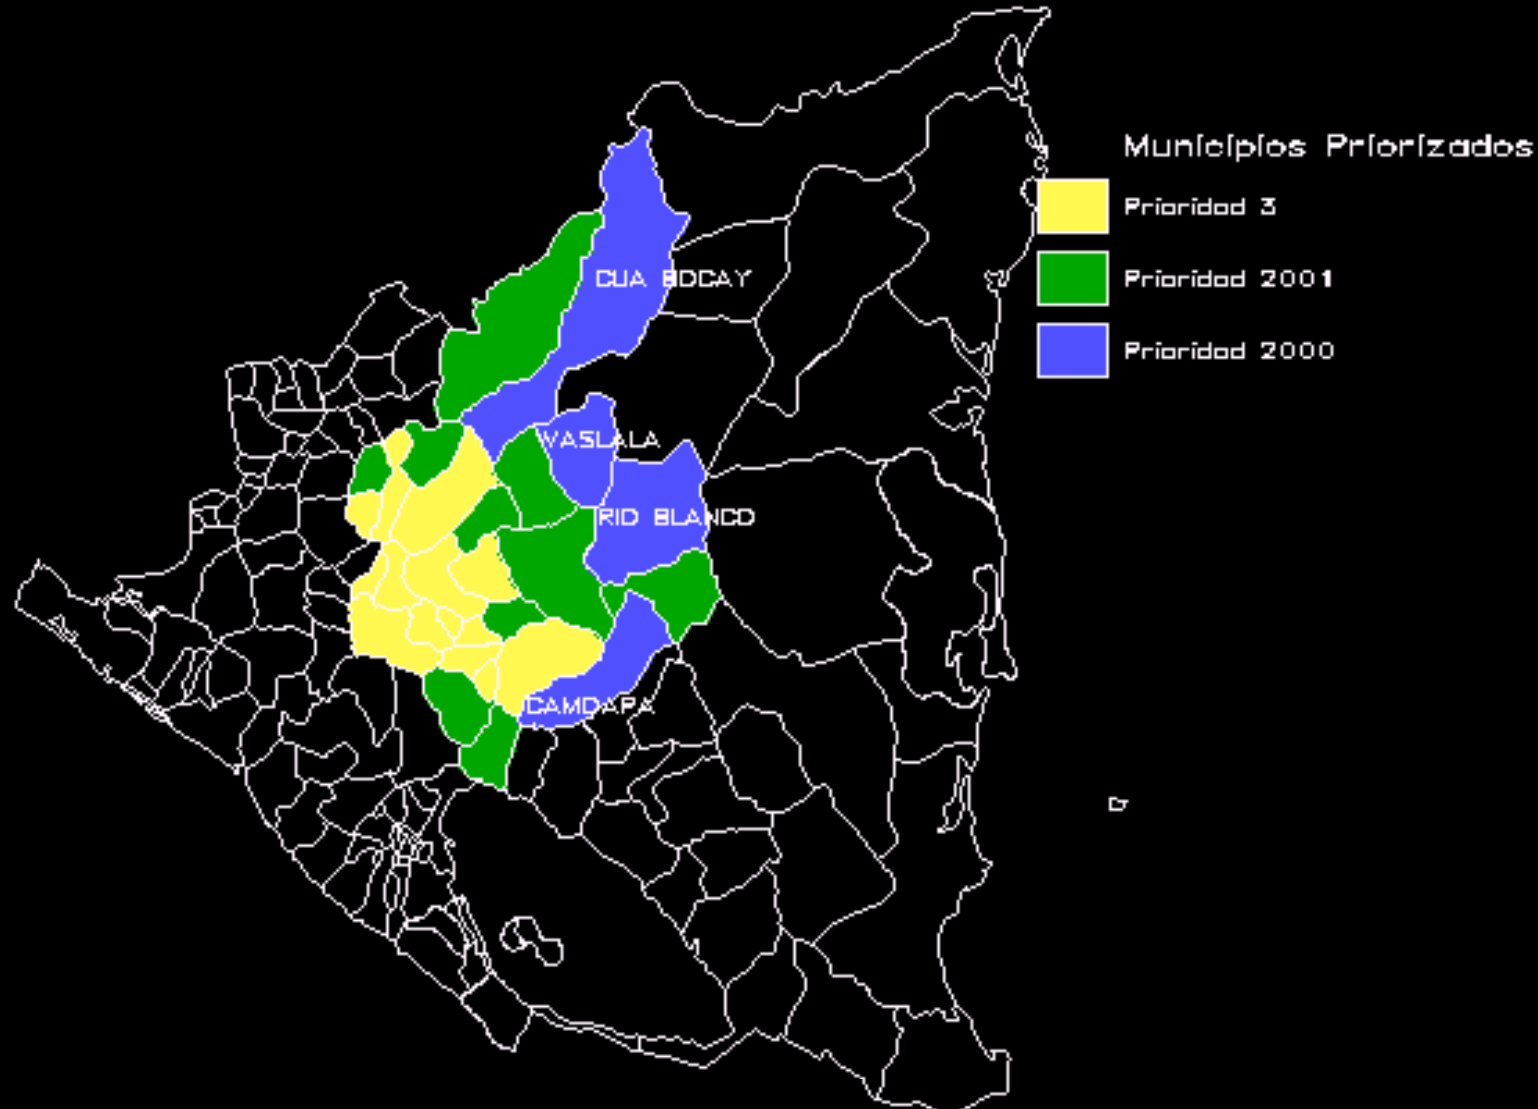 Municipios Priorizados
Prioridad 3
Prioridad 2001
Prioridad 2000
CUA BOCAY
WASLALA
RIO BLANCO
CAMOAPA